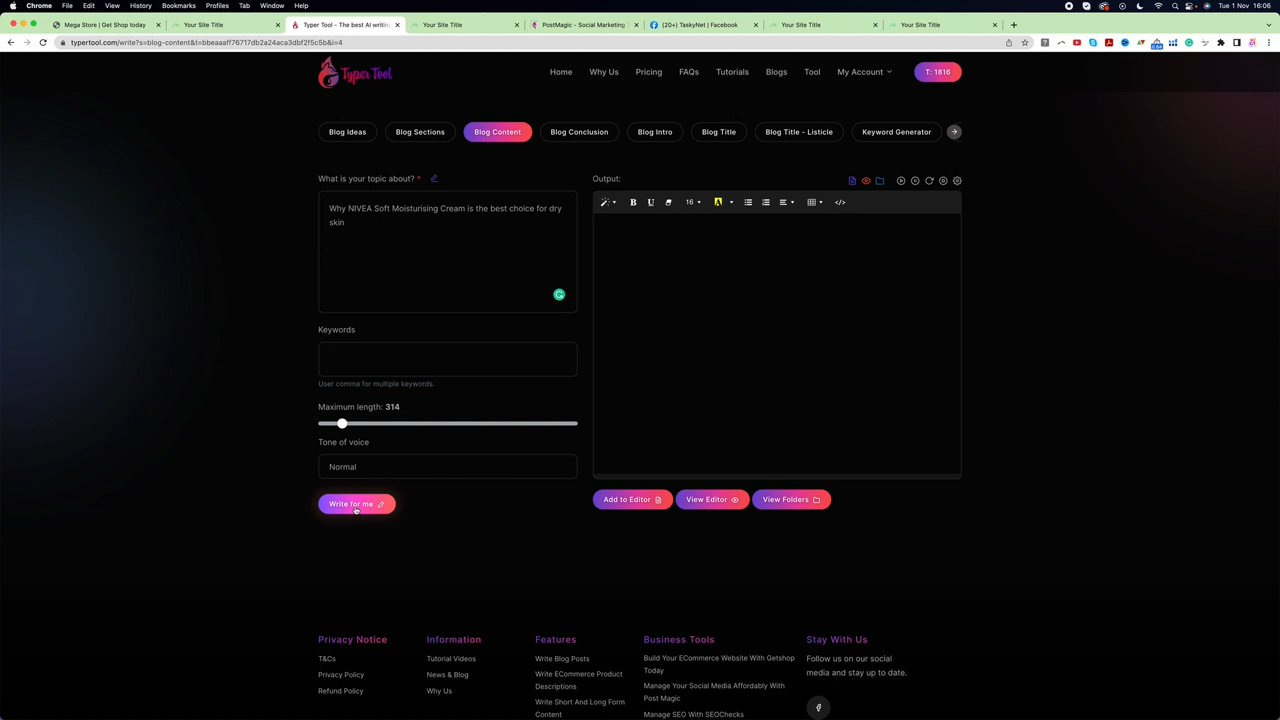 Chrome File Edit View History Bookmarks Profiles Tab Window Help Tue 1 Nov 16:06
Mega Store | Get Shop today Your Site Title Typer Tool - The best AI writin Your Site Title PostMagic - Social Marketing (20+) TaskyNet | Facebook Your Site Title Your Site Title
typertool.com/write?s=blog-content&t=bbeaaaff76717db2a24aca3dbf2f5c5b&i=4
Typer Tool Home Why Us Pricing FAQs Tutorials Blogs Tool My Account T: 1816
Blog Ideas Blog Sections Blog Content Blog Conclusion Blog Intro Blog Title Blog Title - Listicle Keyword Generator
What is your topic about? *
Why NIVEA Soft Moisturising Cream is the best choice for dry
skin
Keywords
User comma for multiple keywords.
Maximum length: 314
Tone of voice
Normal
Write for me
Output:
B U 16 A </>
Add to Editor View Editor View Folders
Privacy Notice
T&Cs
Privacy Policy
Refund Policy
Information
Tutorial Videos
News & Blog
Why Us
Features
Write Blog Posts
Write ECommerce Product
Descriptions
Write Short And Long Form
Content
Business Tools
Build Your ECommerce Website With Getshop
Today
Manage Your Social Media Affordably With
Post Magic
Manage SEO With SEOChecks
Stay With Us
Follow us on our social
media and stay up to date.